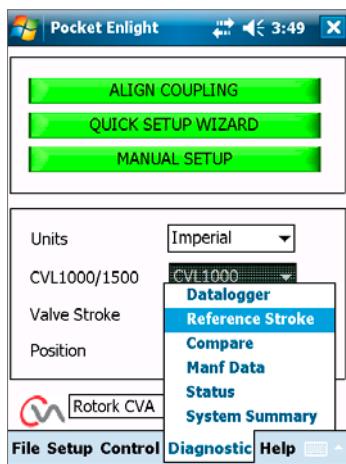 Pocket Enlight 3:49
ALIGN COUPLING
QUICK SETUP WIZARD
MANUAL SETUP
Units Imperial
CVL1000/1500 CVL1000
Valve Stroke
Position
Datalogger
Reference Stroke
Compare
Manf Data
Status
System Summary
Rotork CVA
File Setup Control Diagnostic Help